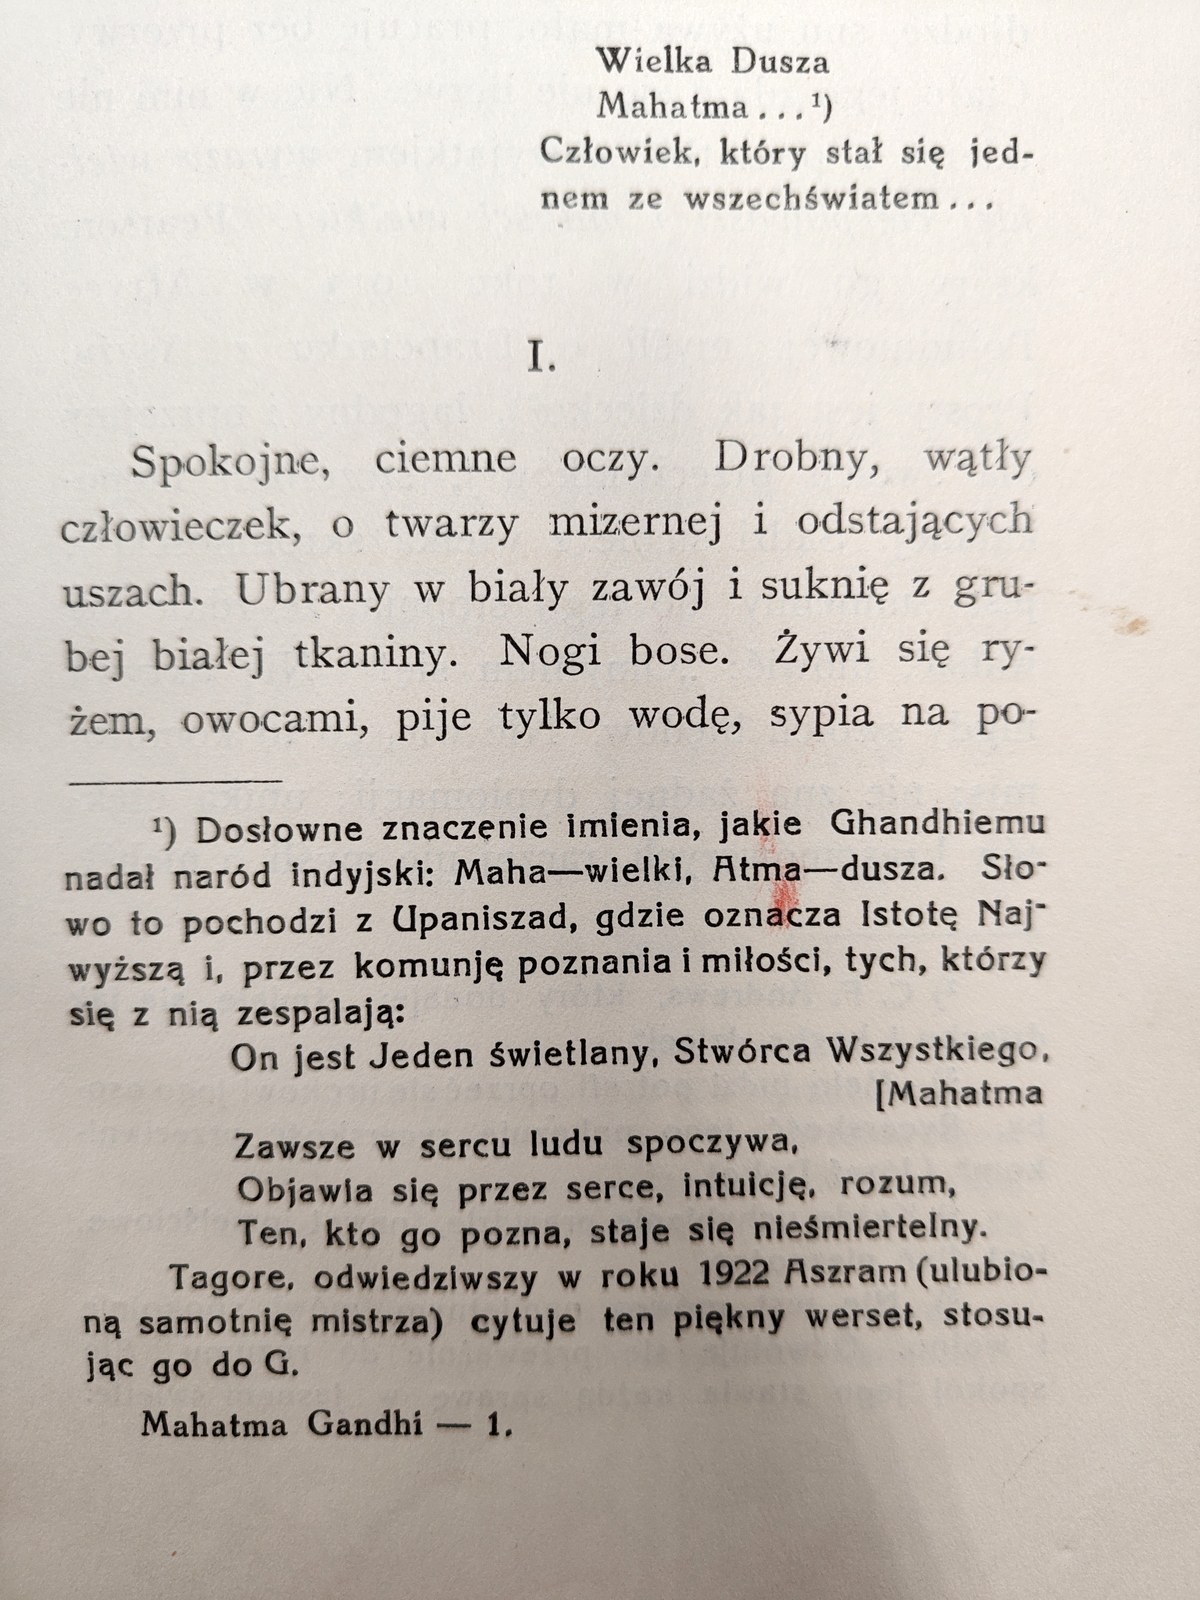 Wielka Dusza
Mahatma . . . ¹)
Człowiek, który stał się jed-
nem ze wszechświatem . . .
I.
Spokojne, ciemne oczy. Drobny, wątły
człowieczek, o twarzy mizernej i odstających
uszach. Ubrany w biały zawój i suknię z gru-
bej białej tkaniny. Nogi bose. Żywi się ry-
żem, owocami, pije tylko wodę, sypia na po-
¹) Dosłowne znaczenie imienia, jakie Ghandhiemu
nadał naród indyjski: Maha—wielki, Atma—dusza. Sło-
wo to pochodzi z Upaniszad, gdzie oznacza Istotę Naj-
wyższą i, przez komunję poznania i miłości, tych, którzy
się z nią zespalają:
On jest Jeden świetlany, Stwórca Wszystkiego,
[Mahatma
Zawsze w sercu ludu spoczywa,
Objawia się przez serce, intuicję, rozum,
Ten, kto go pozna, staje się nieśmiertelny.
Tagore, odwiedziwszy w roku 1922 Aszram (ulubio-
ną samotnię mistrza) cytuje ten piękny werset, stosu-
jąc go do G.
Mahatma Gandhi — 1.